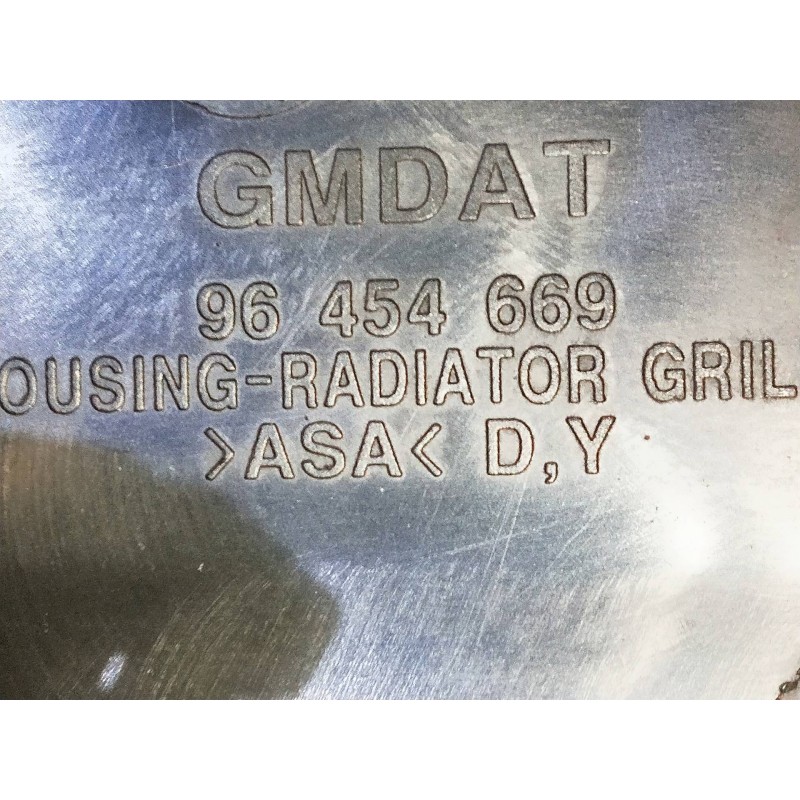 GMDAT
96 454 669
OUSING-RADIATOR GRIL
>ASA< D,Y